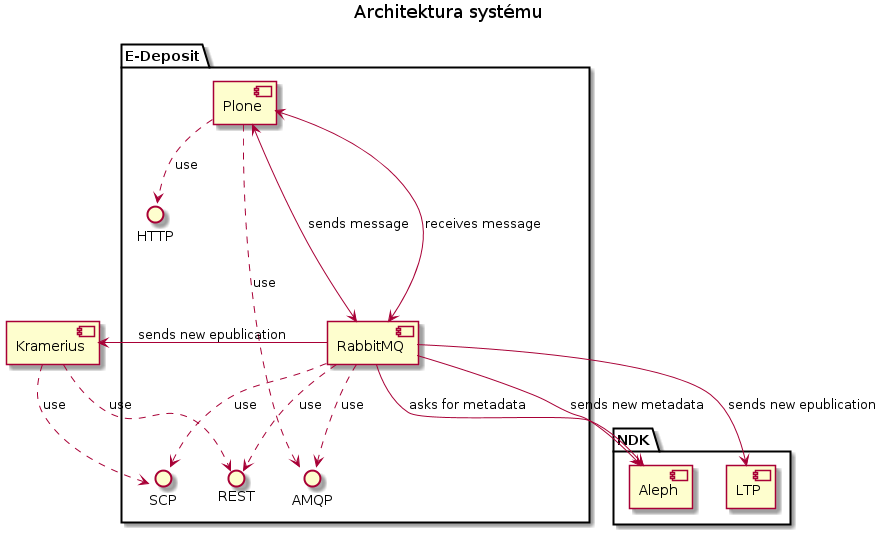 Architektura systému
E-Deposit
Plone
use
HTTP
sends message
receives message
use
Kramerius
sends new epublication
RabbitMQ
use
use
use
use
use
asks for metadata
sends new metadata
sends new epublication
NDK
SCP
REST
AMQP
Aleph
LTP